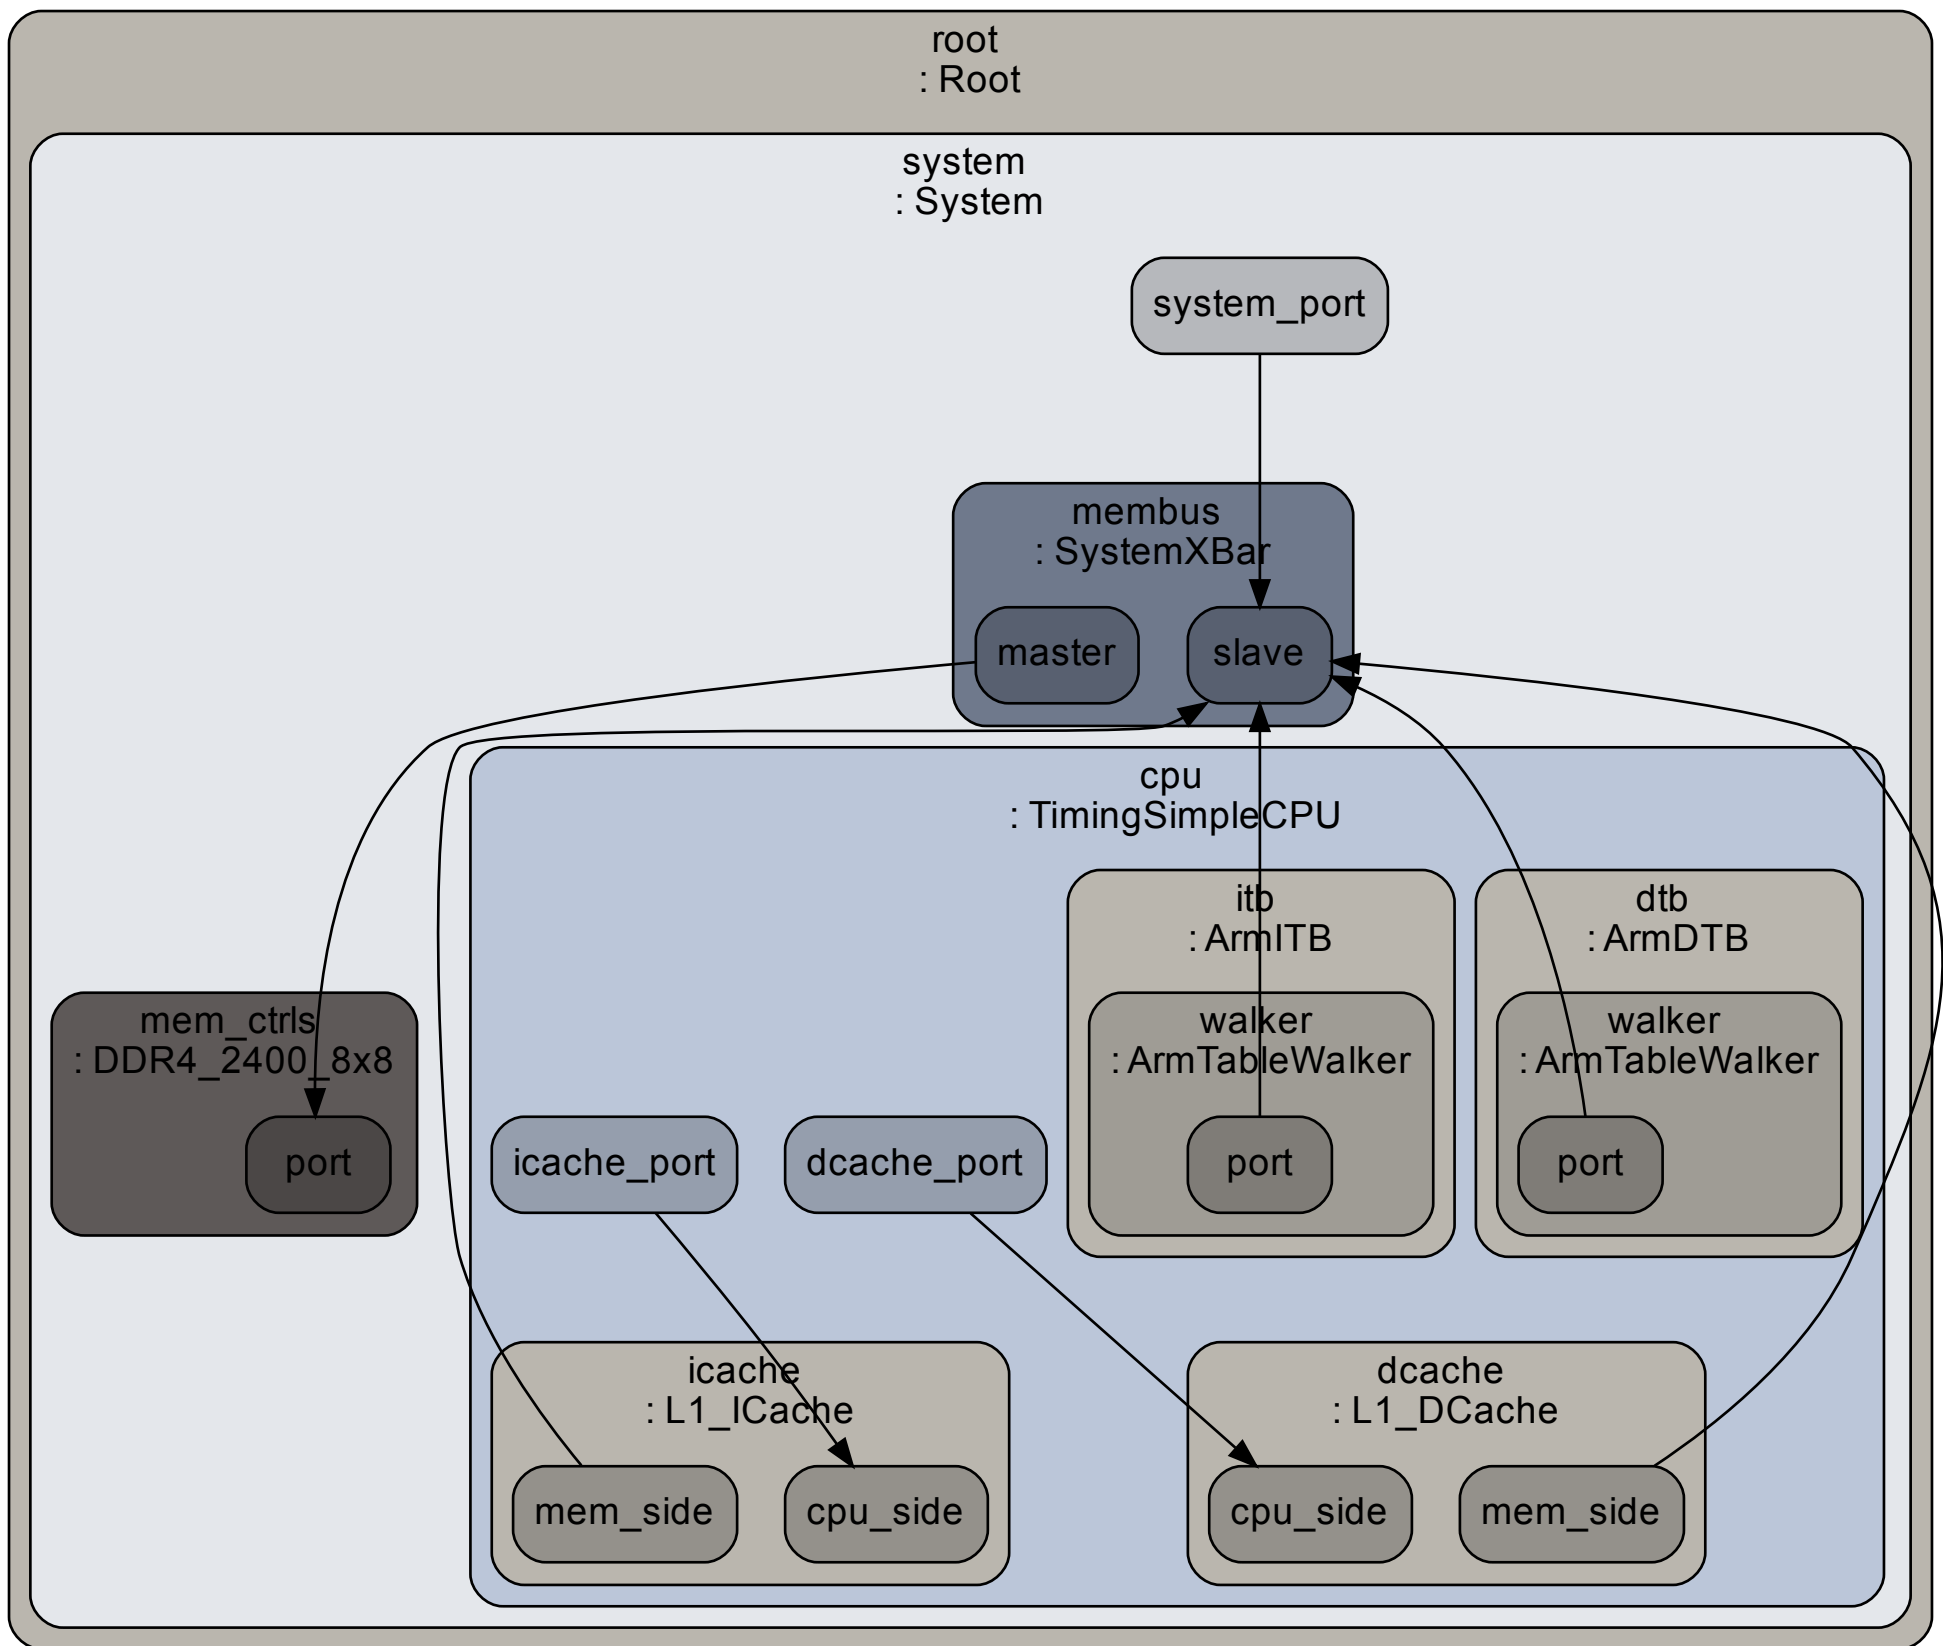 root
: Root
system
: System
system_port
membus
: SystemXBar
master
slave
cpu
: TimingSimpleCPU
itb
: ArmITB
dtb
: ArmDTB
mem_ctrls
: DDR4_2400_8x8
port
walker
: ArmTableWalker
port
walker
: ArmTableWalker
port
icache_port
dcache_port
icache
: L1_ICache
mem_side
cpu_side
dcache
: L1_DCache
cpu_side
mem_side